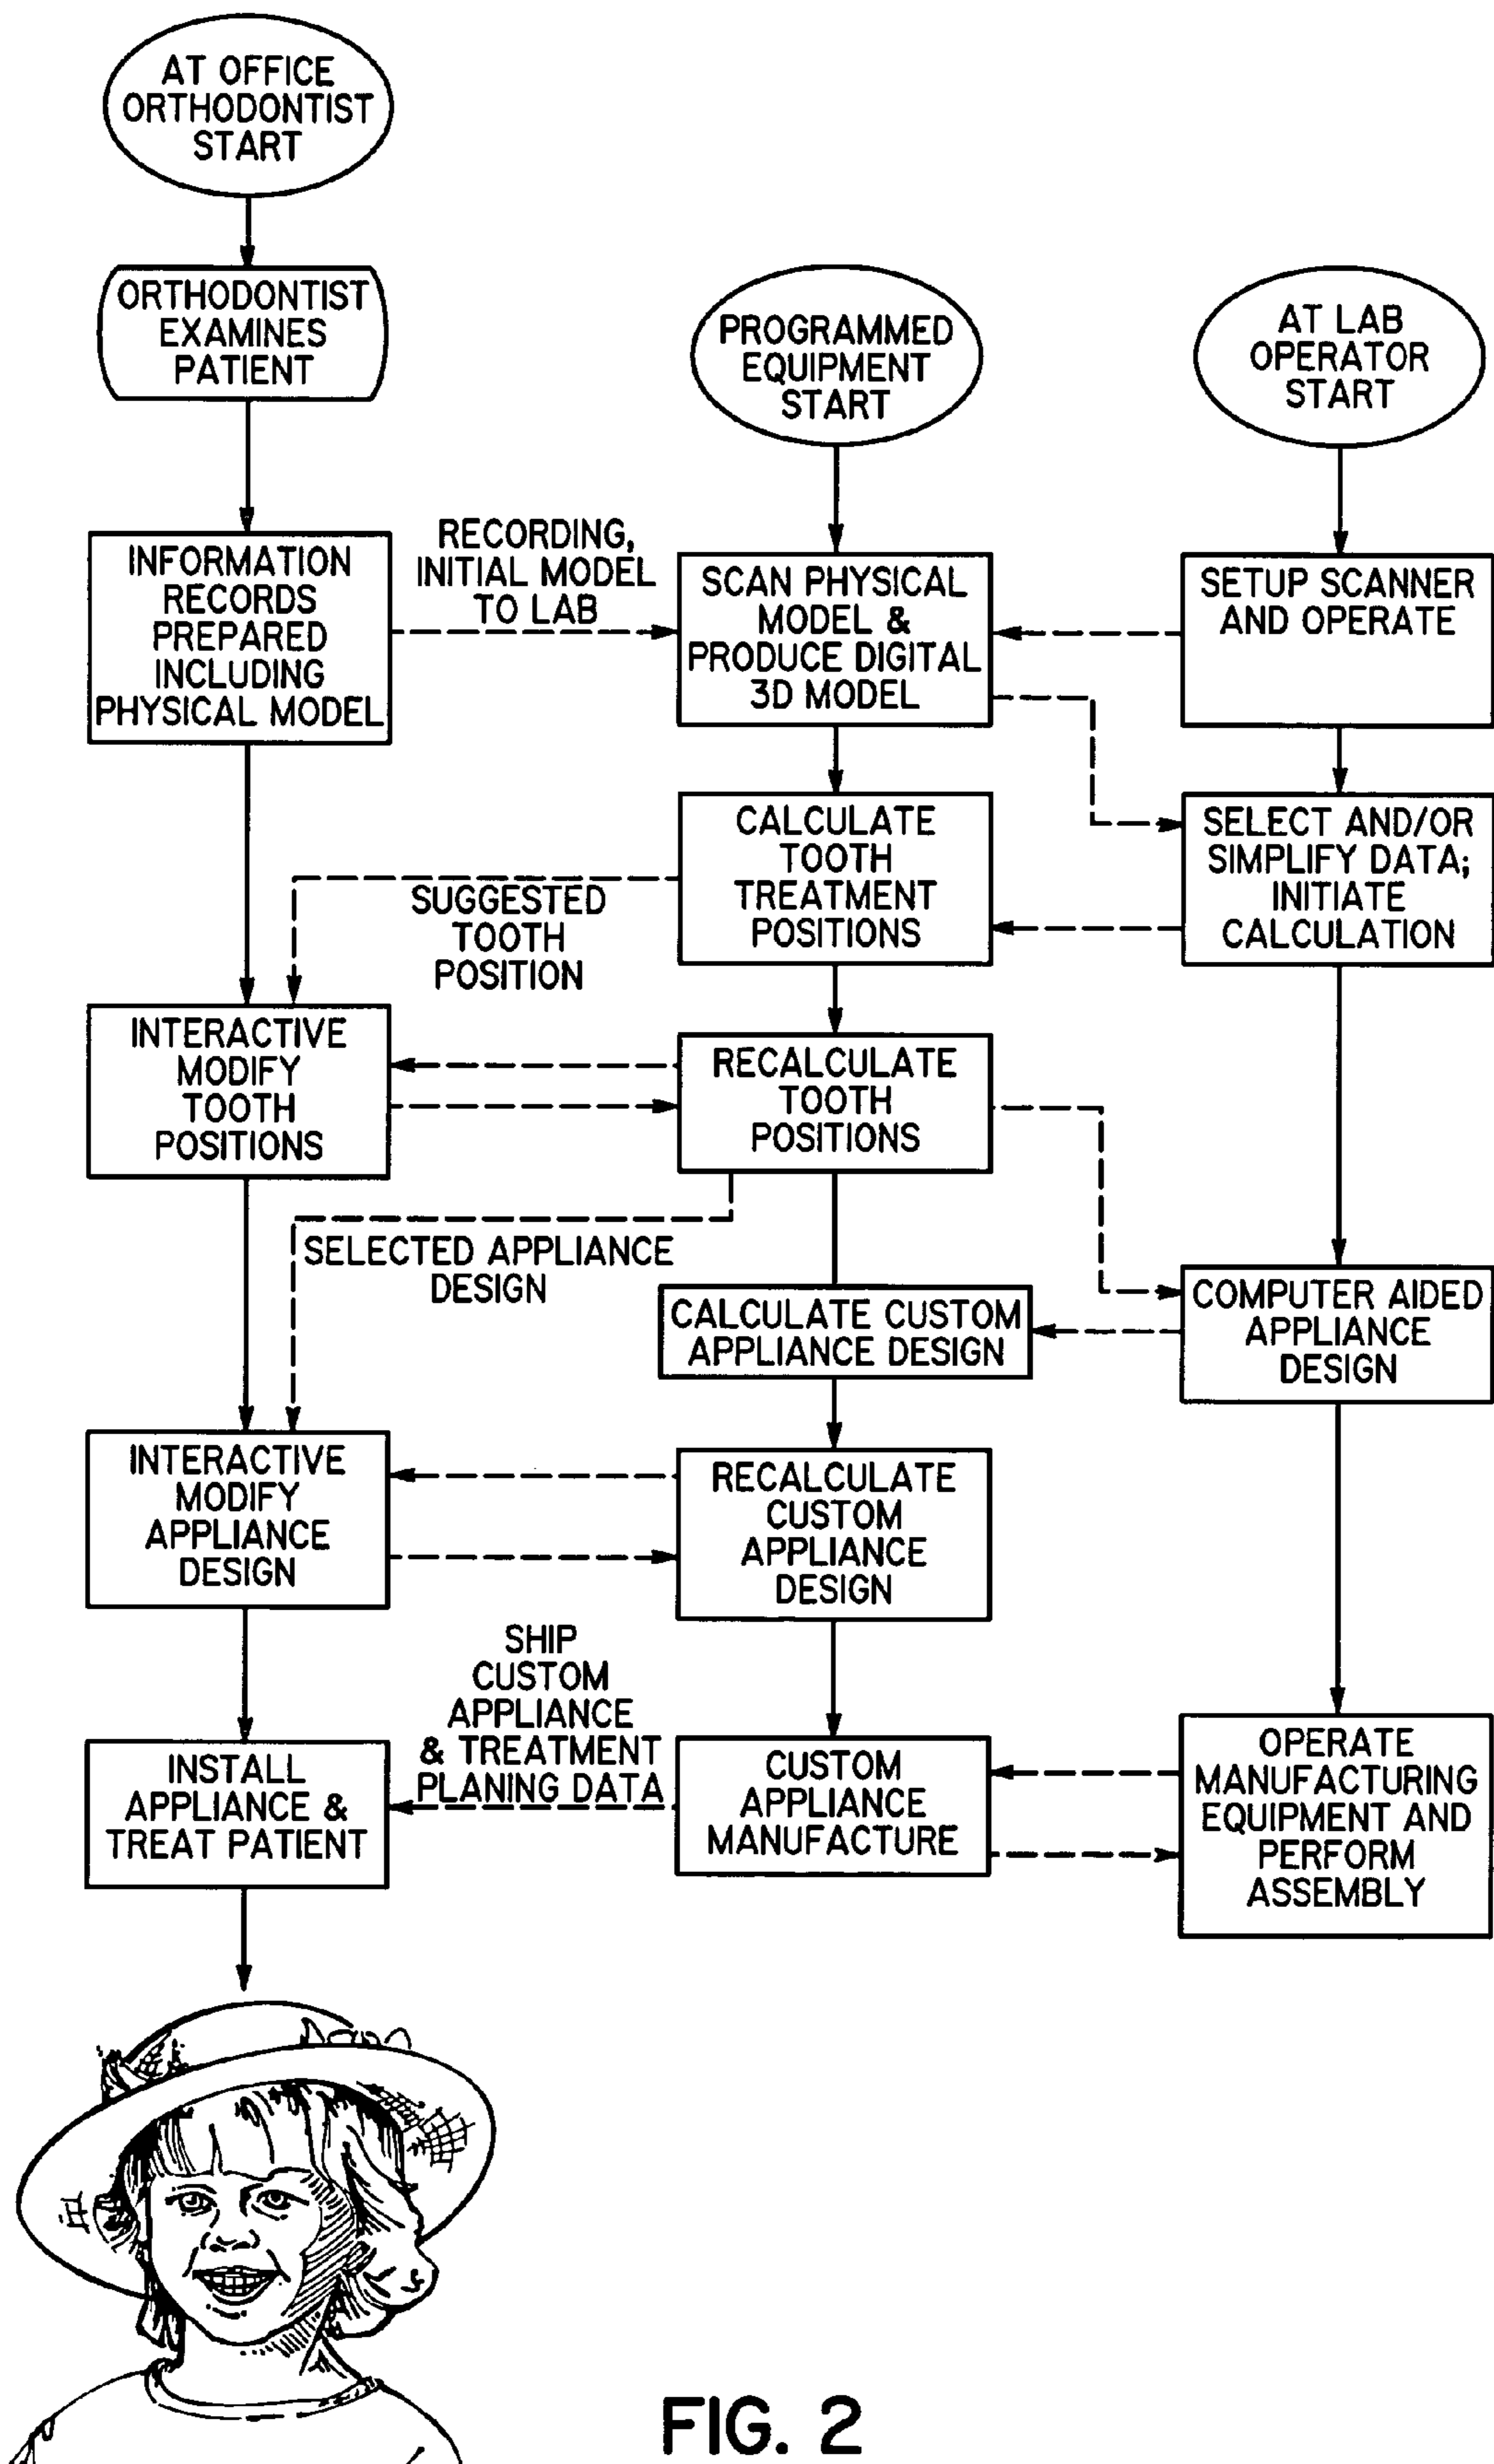 AT OFFICE
ORTHODONTIST
START
ORTHODONTIST
EXAMINES
PATIENT
PROGRAMMED
EQUIPMENT
START
AT LAB
OPERATOR
START
INFORMATION
RECORDS
PREPARED
INCLUDING
PHYSICAL MODEL
RECORDING,
INITIAL MODEL
TO LAB
SCAN PHYSICAL
MODEL &
PRODUCE DIGITAL
3D MODEL
SETUP SCANNER
AND OPERATE
CALCULATE
TOOTH
TREATMENT
POSITIONS
SELECT AND/OR
SIMPLIFY DATA;
INITIATE
CALCULATION
SUGGESTED
TOOTH
POSITION
INTERACTIVE
MODIFY
TOOTH
POSITIONS
RECALCULATE
TOOTH
POSITIONS
SELECTED APPLIANCE
DESIGN
CALCULATE CUSTOM
APPLIANCE DESIGN
COMPUTER AIDED
APPLIANCE
DESIGN
INTERACTIVE
MODIFY
APPLIANCE
DESIGN
RECALCULATE
CUSTOM
APPLIANCE
DESIGN
SHIP
CUSTOM
APPLIANCE
& TREATMENT
PLANING DATA
INSTALL
APPLIANCE &
TREAT PATIENT
CUSTOM
APPLIANCE
MANUFACTURE
OPERATE
MANUFACTURING
EQUIPMENT AND
PERFORM
ASSEMBLY
FIG. 2